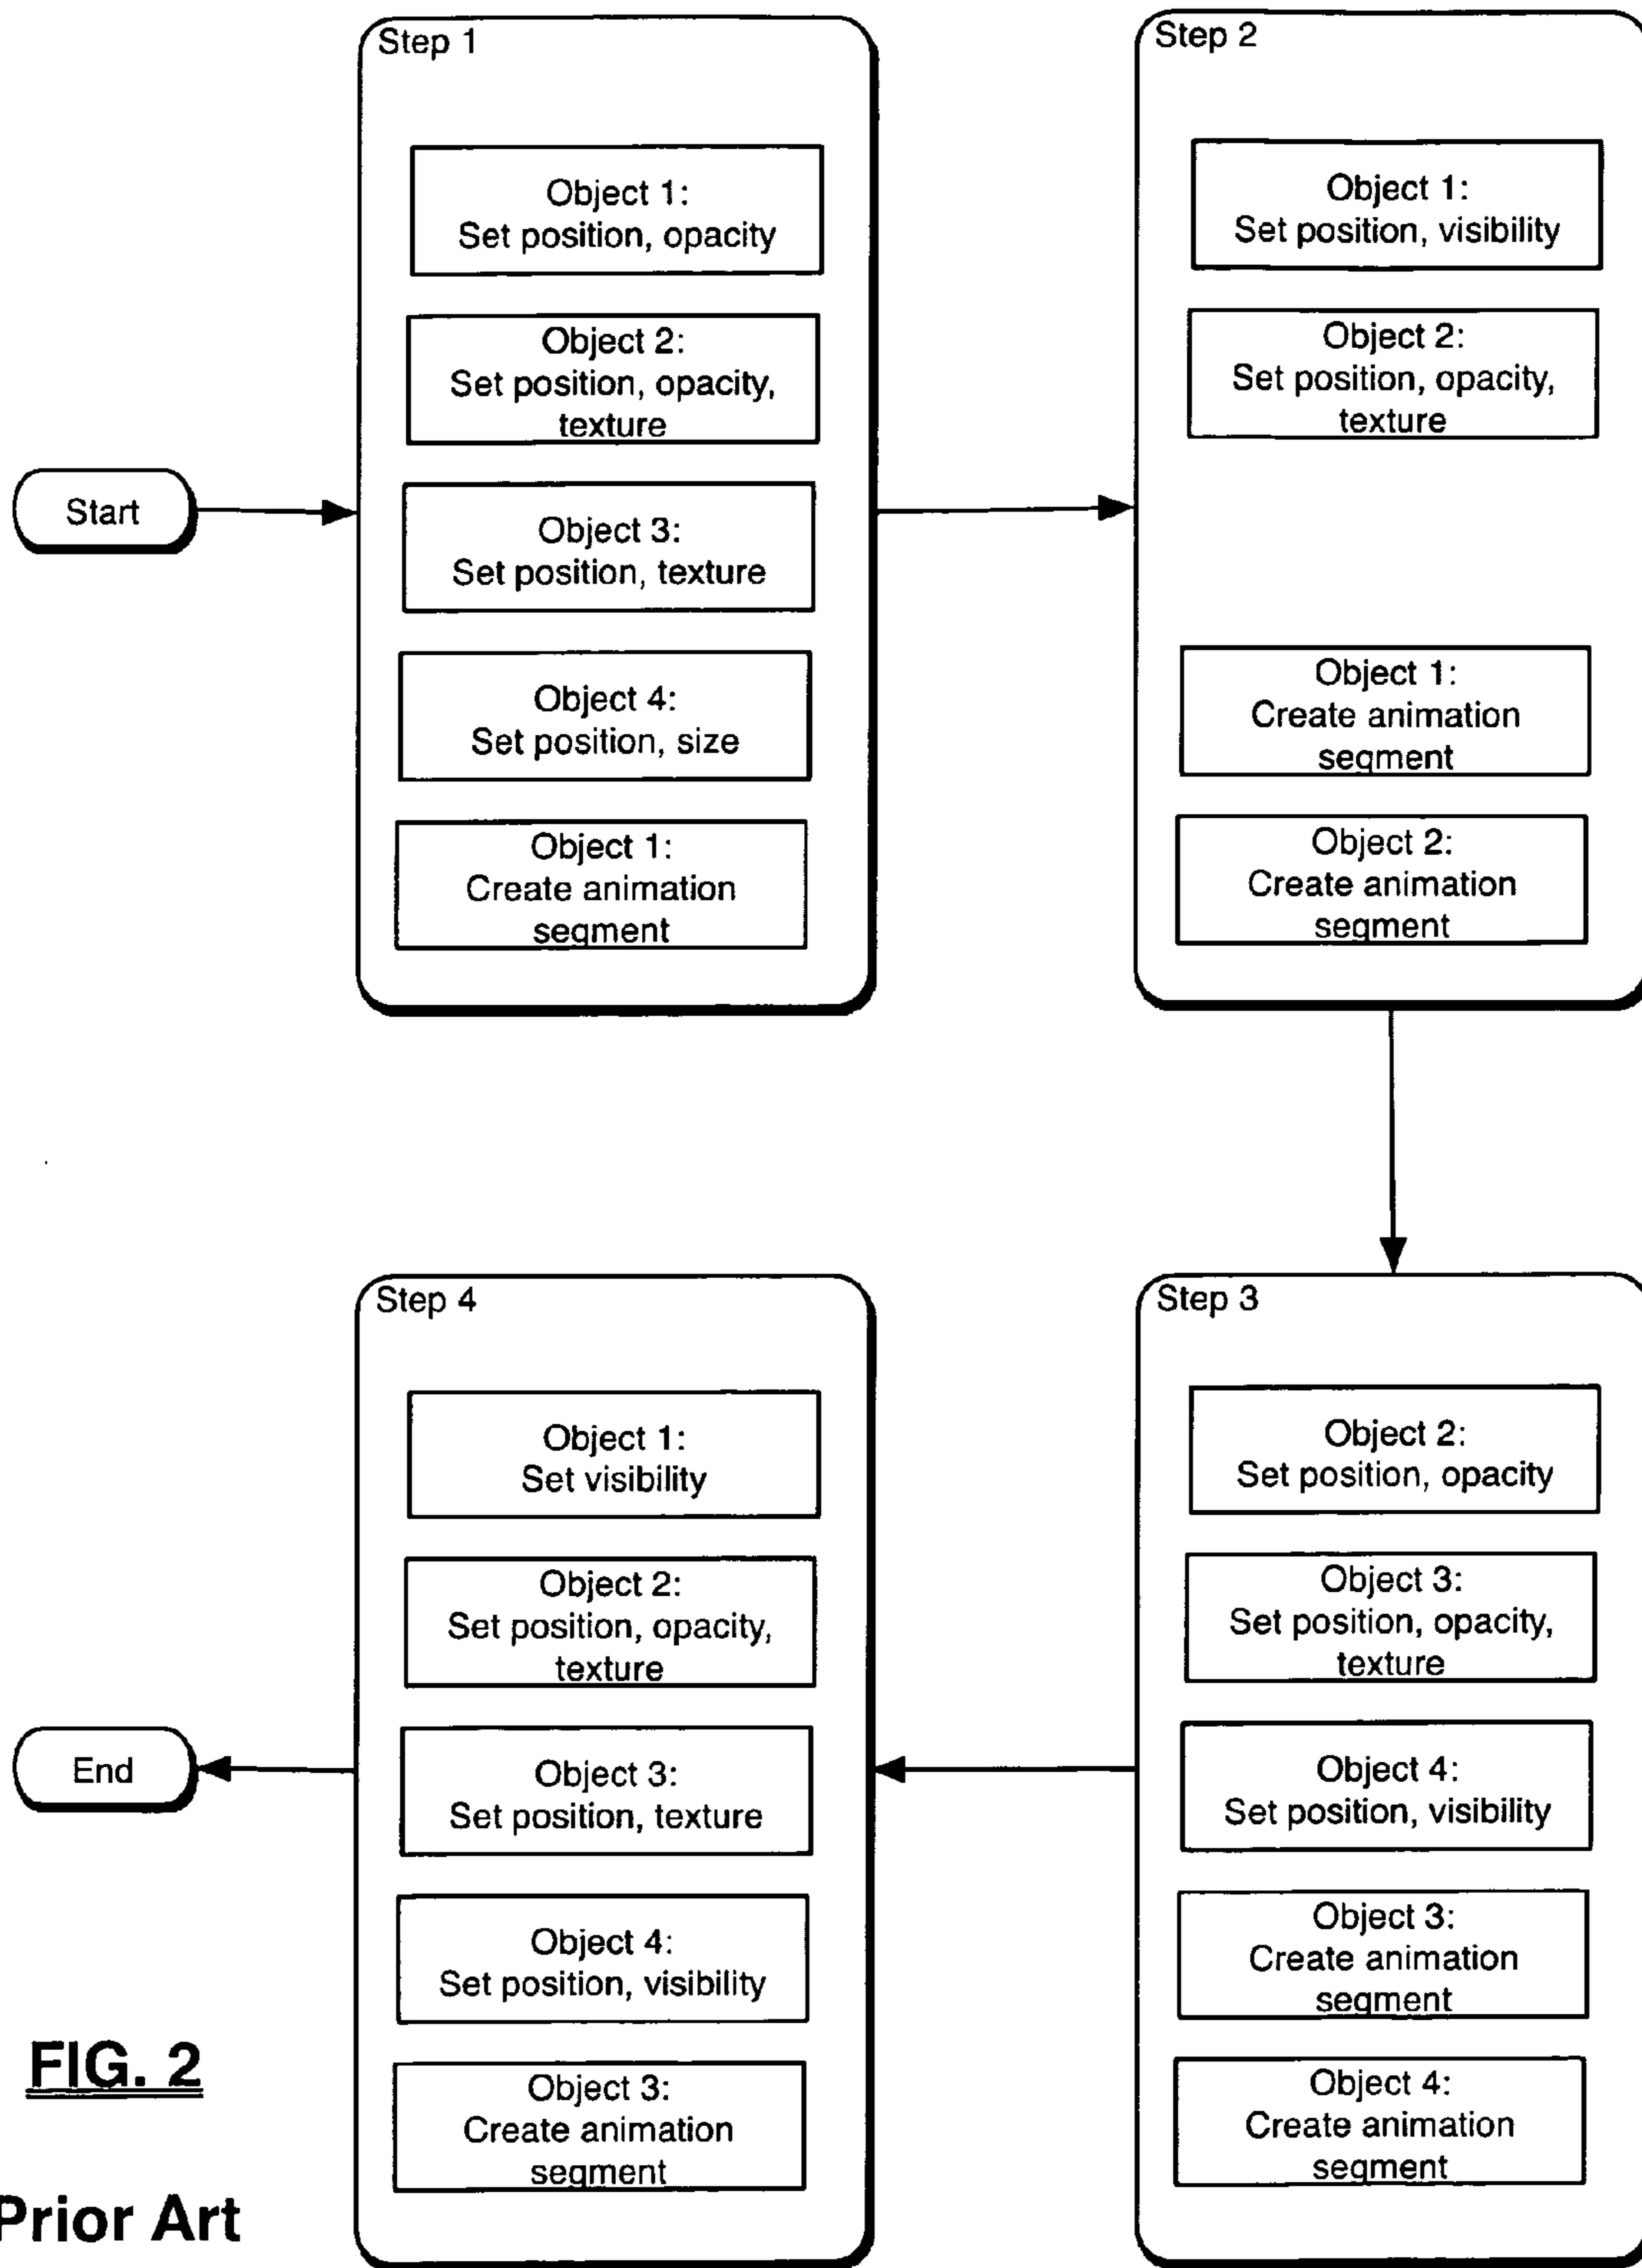 Start
Step 1
Object 1:
Set position, opacity
Object 2:
Set position, opacity,
texture
Object 3:
Set position, texture
Object 4:
Set position, size
Object 1:
Create animation
segment
Step 2
Object 1:
Set position, visibility
Object 2:
Set position, opacity,
texture
Object 1:
Create animation
segment
Object 2:
Create animation
segment
Step 3
Object 2:
Set position, opacity
Object 3:
Set position, opacity,
texture
Object 4:
Set position, visibility
Object 3:
Create animation
segment
Object 4:
Create animation
segment
Step 4
Object 1:
Set visibility
Object 2:
Set position, opacity,
texture
Object 3:
Set position, texture
Object 4:
Set position, visibility
Object 3:
Create animation
segment
End
FIG. 2
Prior Art